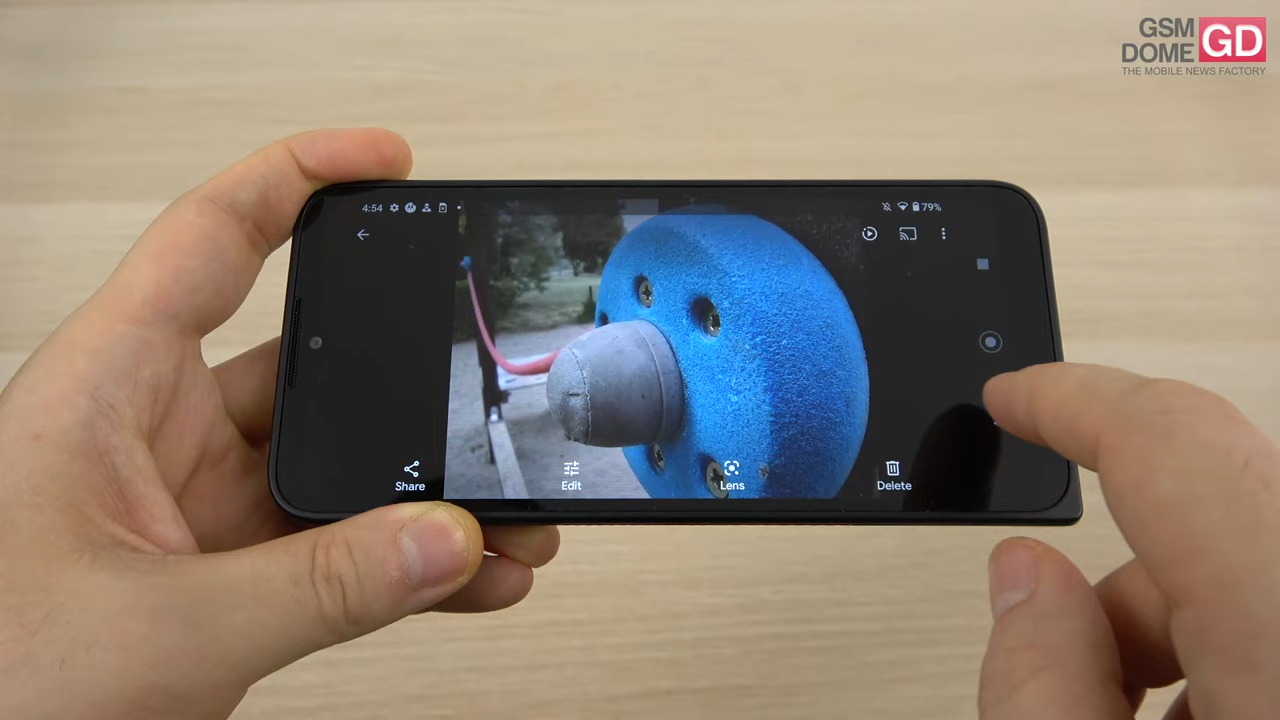 GSM
DOME GD
THE MOBILE NEWS FACTORY
4:54
79%
Share
Edit
Lens
Delete